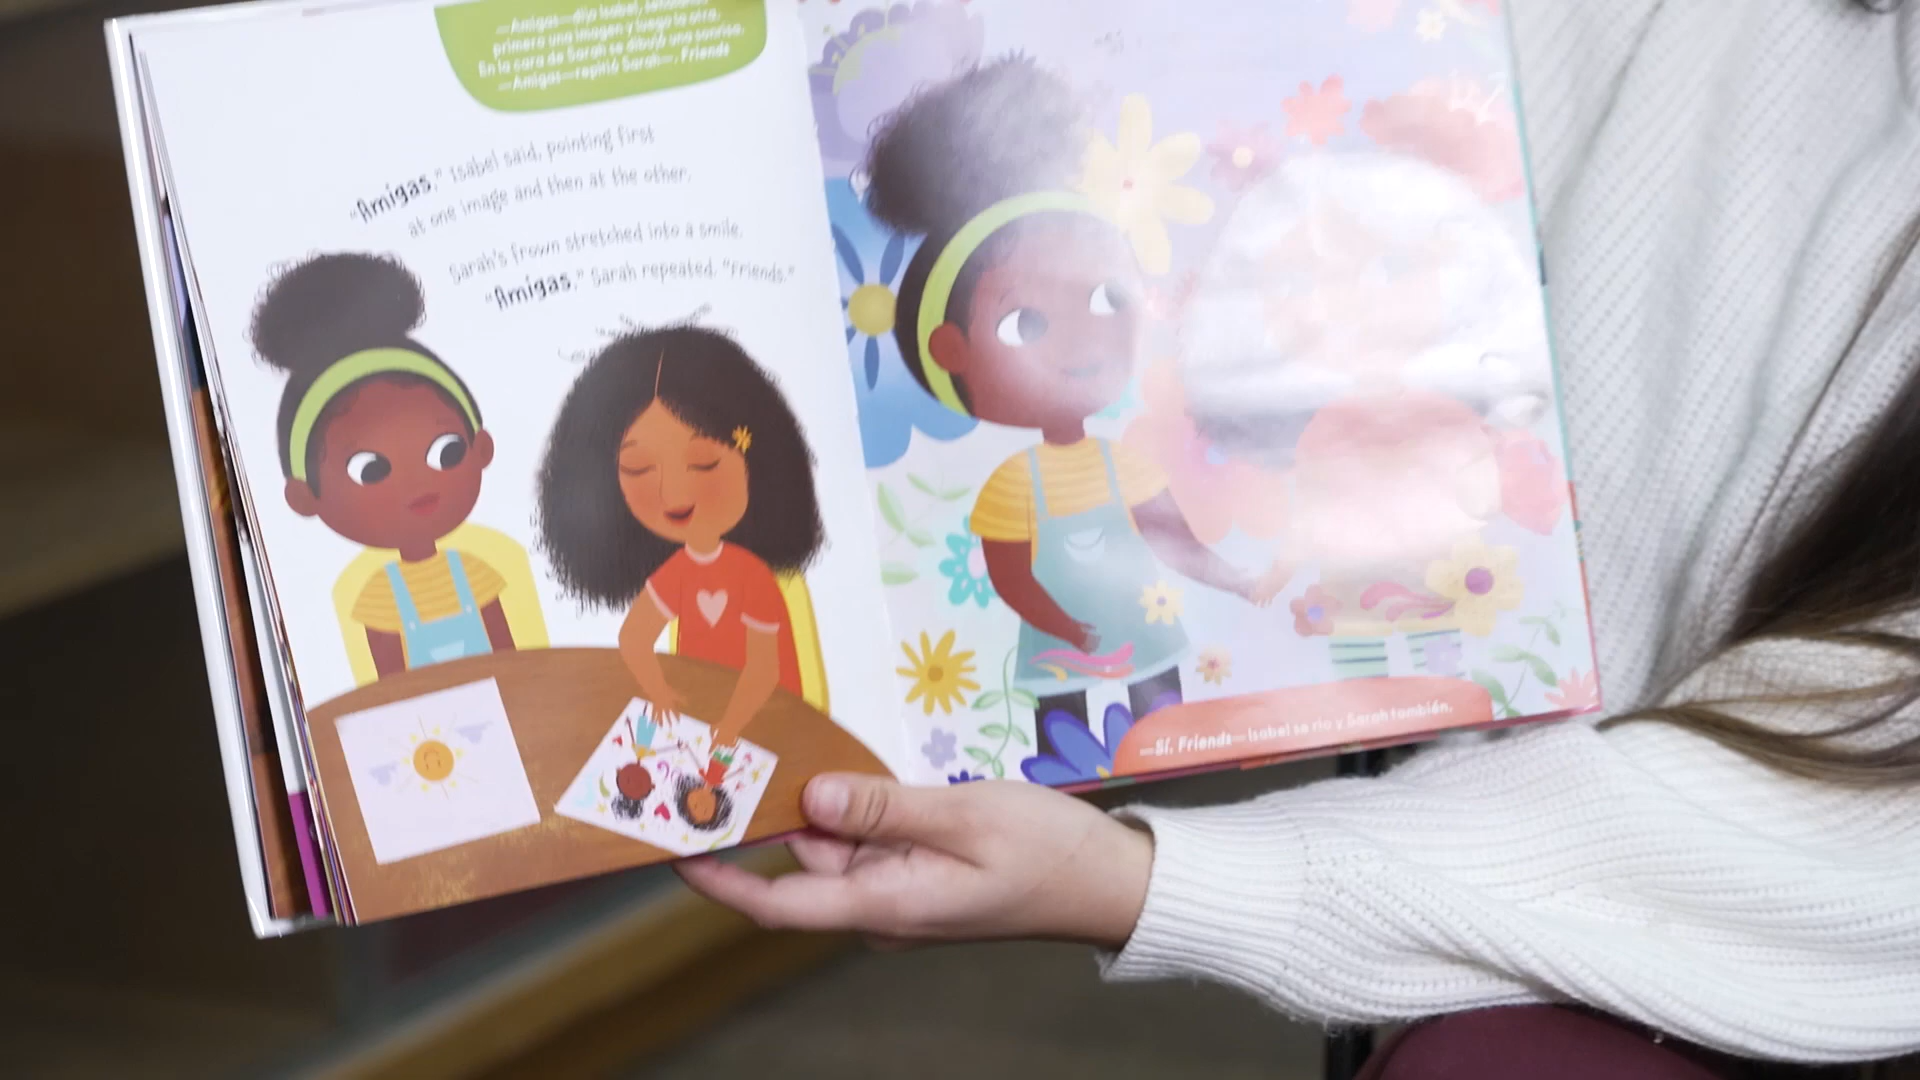 —Amigas—dijo Isabel, señalando
primero una imagen y luego la otra.
En la cara de Sarah se dibujó una sonrisa.
—Amigas—repitió Sarah—. Friends
"Amigas," Isabel said, pointing first
at one image and then at the other.
Sarah's frown stretched into a smile.
"Amigas," Sarah repeated. "Friends."
—Sí. Friends—Isabel se rio y Sarah también.